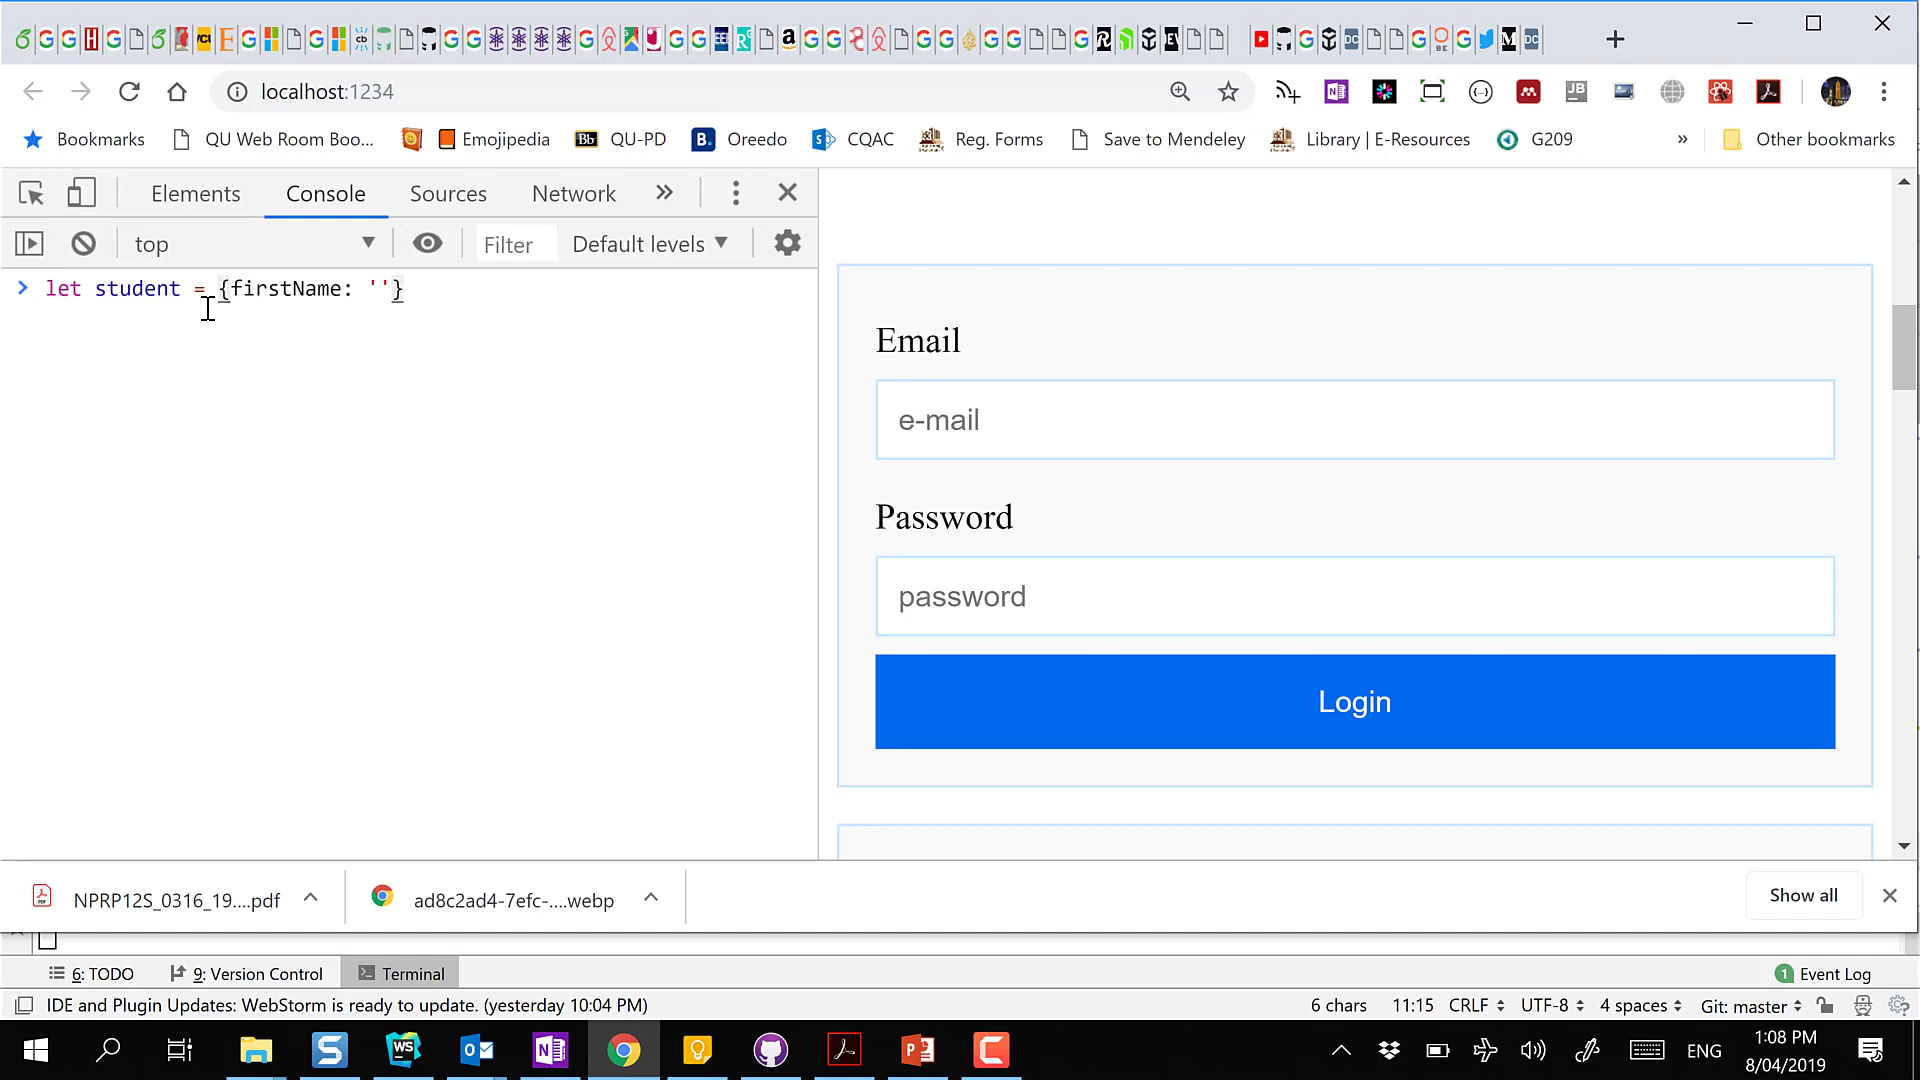 localhost:1234
Bookmarks QU Web Room Boo... Emojipedia Bb QU-PD B. Oreedo CQAC Reg. Forms Save to Mendeley Library | E-Resources G209 » Other bookmarks
Elements Console Sources Network »
top Filter Default levels
> let student = {firstName: ''}
Email
e-mail
Password
password
Login
NPRP12S_0316_19....pdf ad8c2ad4-7efc-....webp Show all
6: TODO 9: Version Control Terminal 1 Event Log
IDE and Plugin Updates: WebStorm is ready to update. (yesterday 10:04 PM) 6 chars 11:15 CRLF UTF-8 4 spaces Git: master
WS ENG 1:08 PM
8/04/2019